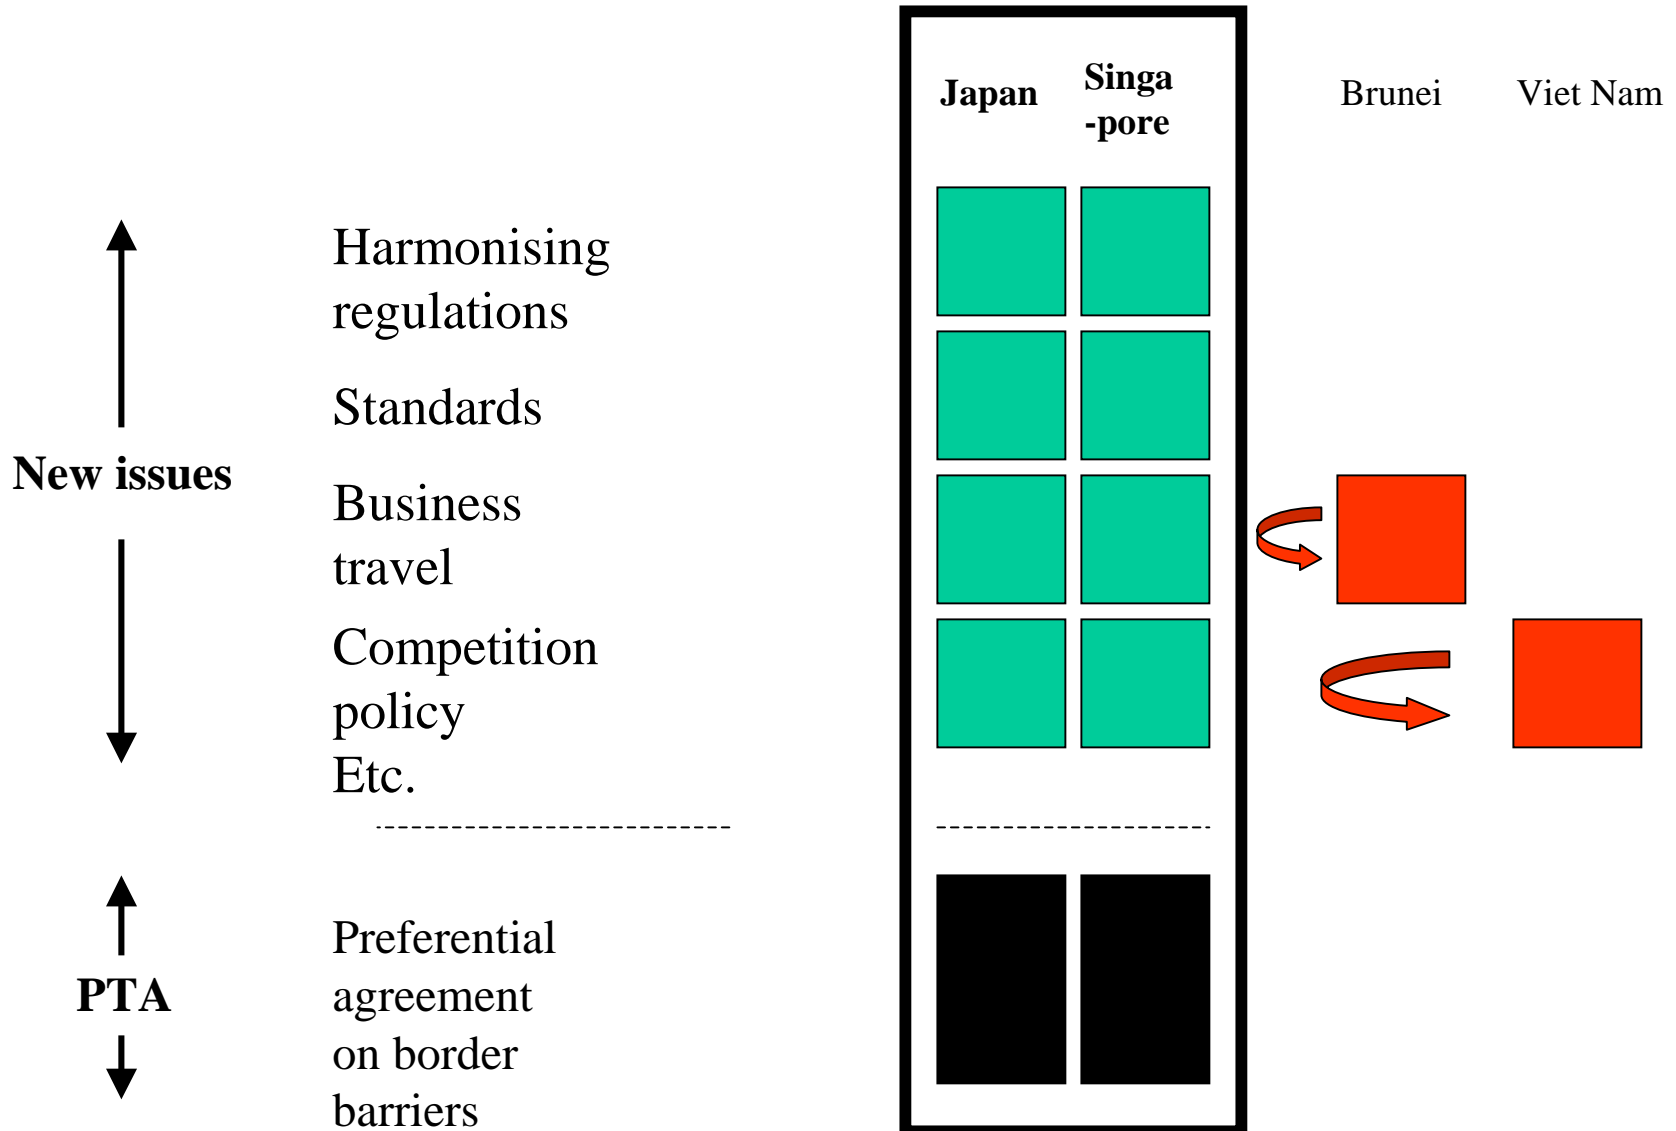 Japan
Singa
-pore
Brunei
Viet Nam
New issues
Harmonising
regulations
Standards
Business
travel
Competition
policy
Etc.
PTA
Preferential
agreement
on border
barriers